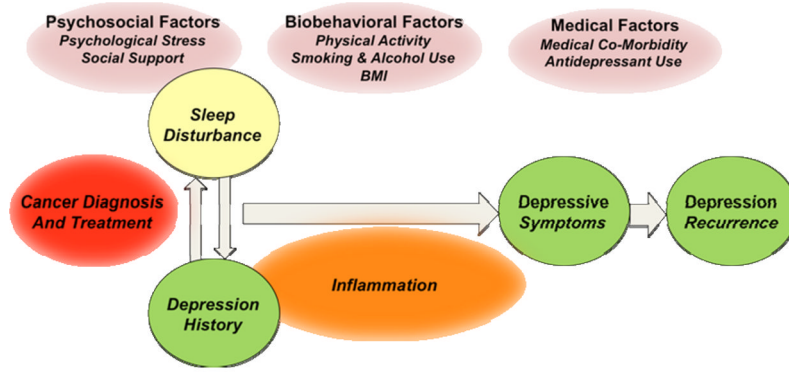 Psychosocial Factors
Psychological Stress
Social Support
Biobehavioral Factors
Physical Activity
Smoking & Alcohol Use
BMI
Medical Factors
Medical Co-Morbidity
Antidepressant Use
Sleep
Disturbance
Cancer Diagnosis
And Treatment
Depressive
Symptoms
Depression
Recurrence
Inflammation
Depression
History